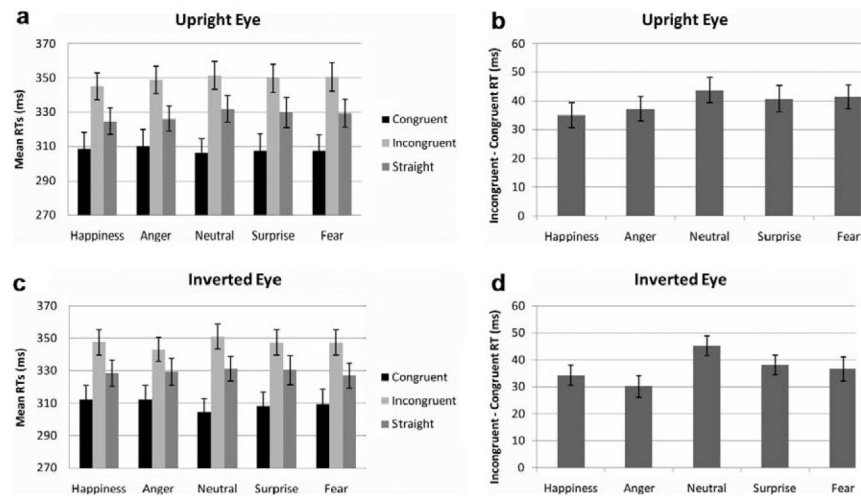 a
Upright Eye
370
350
330
310
290
270
Mean RTs (ms)
Happiness Anger Neutral Surprise Fear
Congruent
Incongruent
Straight
b
Upright Eye
60
50
40
30
20
10
0
Incongruent - Congruent RT (ms)
Happiness Anger Neutral Surprise Fear
c
Inverted Eye
370
350
330
310
290
270
Mean RTs (ms)
Happiness Anger Neutral Surprise Fear
Congruent
Incongruent
Straight
d
Inverted Eye
60
50
40
30
20
10
0
Incongruent - Congruent RT (ms)
Happiness Anger Neutral Surprise Fear